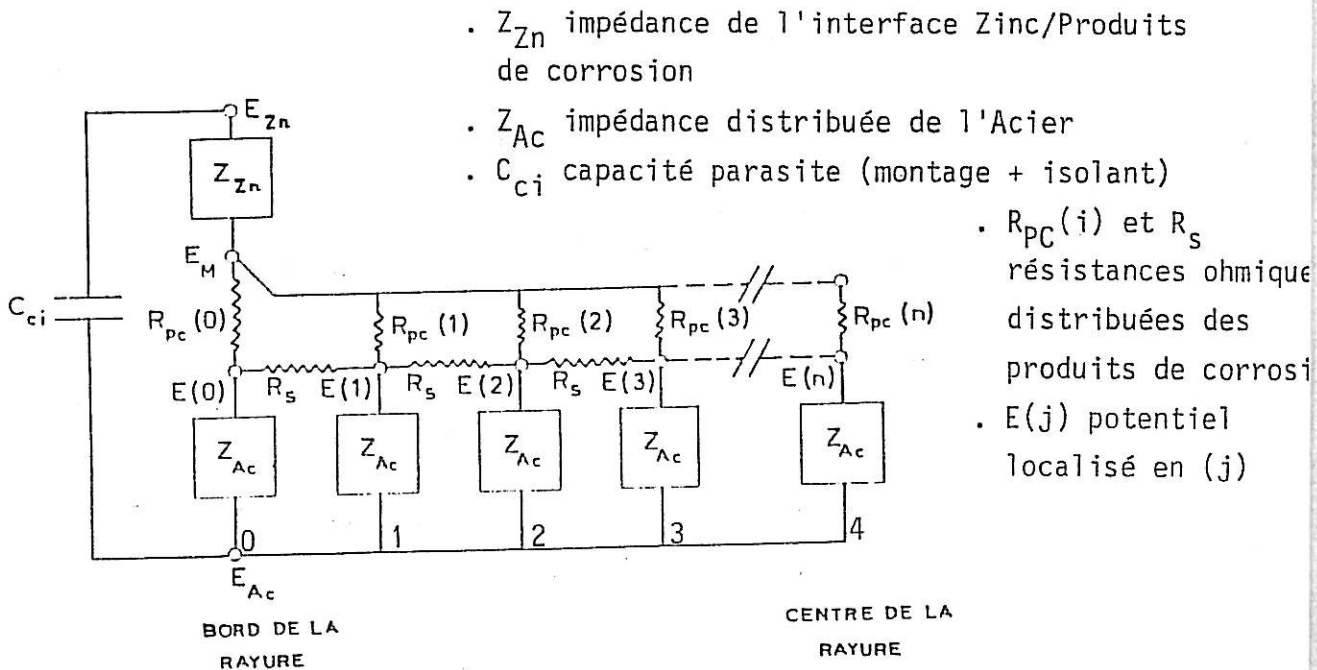 . Z_Zn impédance de l'interface Zinc/Produits
de corrosion
. Z_Ac impédance distribuée de l'Acier
. C_ci capacité parasite (montage + isolant)
. R_PC(i) et R_s
résistances ohmique
distribuées des
produits de corrosi
. E(j) potentiel
localisé en (j)
E_Zn
Z_Zn
E_M
C_ci
R_pc(0) R_pc(1) R_pc(2) R_pc(3) R_pc(n)
E(0) R_s E(1) R_s E(2) R_s E(3) E(n)
Z_Ac Z_Ac Z_Ac Z_Ac Z_Ac
0 1 2 3 4
E_Ac
BORD DE LA
RAYURE
CENTRE DE LA
RAYURE